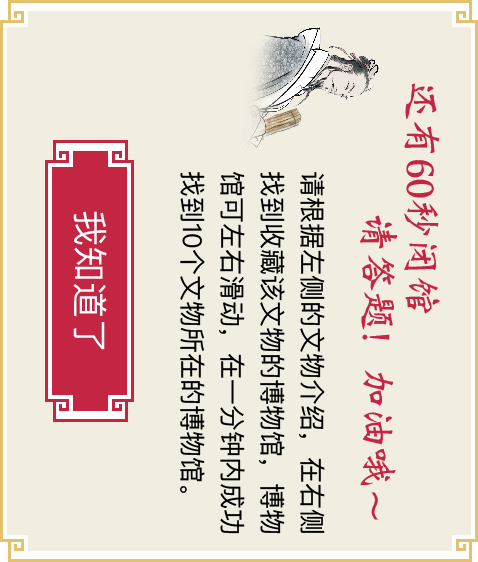 还有60秒闭馆
请答题！加油哦~
请根据左侧的文物介绍，在右侧
找到收藏该文物的博物馆，博物
馆可左右滑动，在一分钟内成功
找到10个文物所在的博物馆。
我知道了